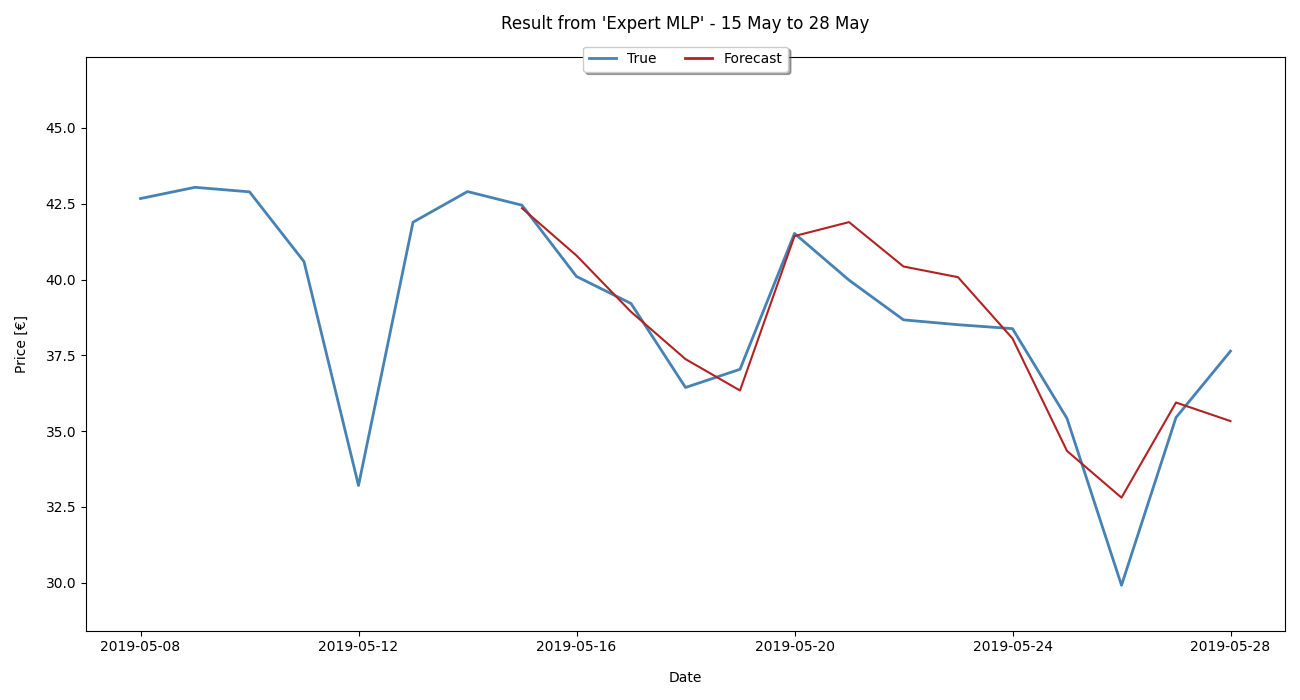 Result from 'Expert MLP' - 15 May to 28 May
True Forecast
45.0
42.5
40.0
37.5
35.0
32.5
30.0
Price [€]
2019-05-08 2019-05-12 2019-05-16 2019-05-20 2019-05-24 2019-05-28
Date